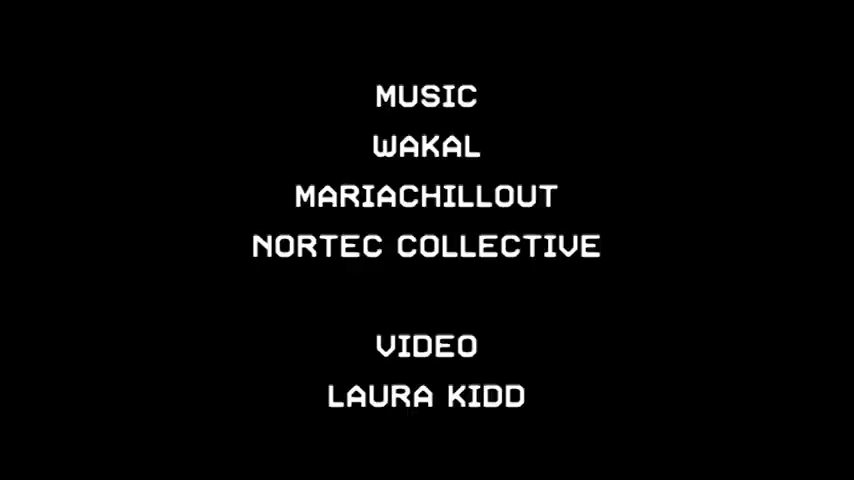 MUSIC
WAKAL
MARIACHILLOUT
NORTEC COLLECTIVE
VIDEO
LAURA KIDD